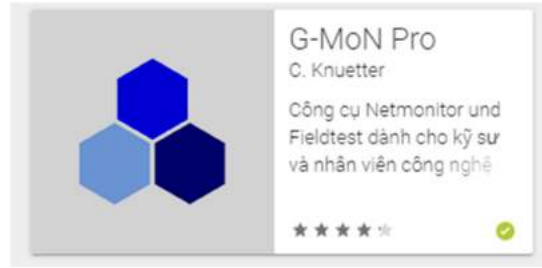 G-MoN Pro
C. Knuetter
Công cụ Netmonitor und
Fieldtest dành cho kỹ sư
và nhân viên công nghệ